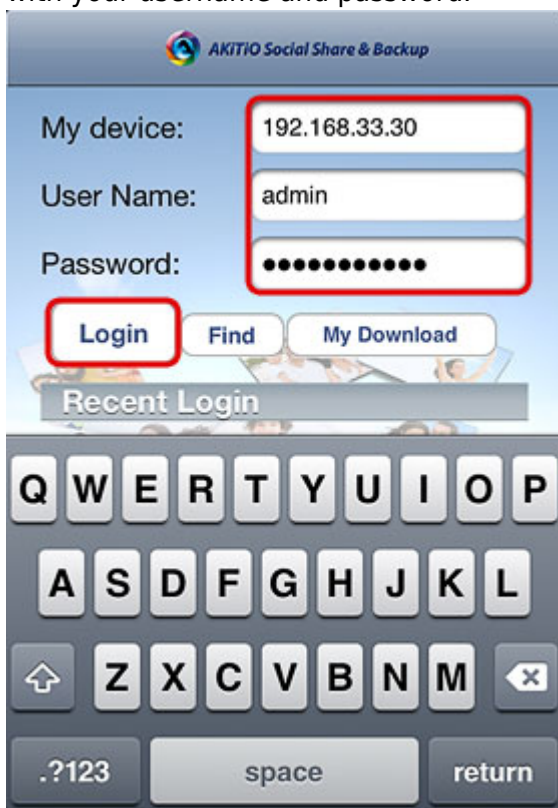 with your username and password.
AKiTiO Social Share & Backup
My device: 192.168.33.30
User Name: admin
Password: ●●●●●●●●●●●
Login Find My Download
Recent Login
Q W E R T Y U I O P
A S D F G H J K L
Z X C V B N M
.?123 space return